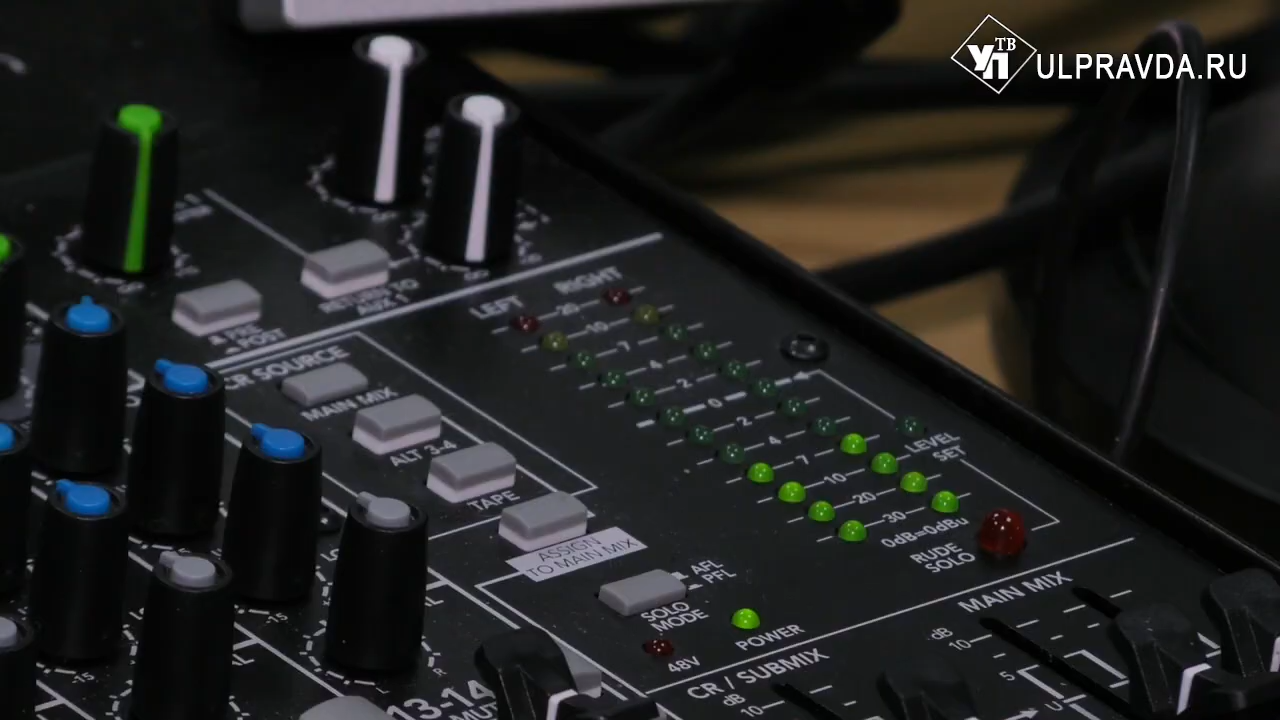 УП ТВ
ULPRAVDA.RU
LEFT
RIGHT
20
10
7
4
2
0
2
4
7
10
20
30
0dB=0dBu
LEVEL
SET
RUDE
SOLO
RETURN TO
AUX 1
PRE
POST
CR SOURCE
MAIN MIX
ALT 3-4
TAPE
ASSIGN
TO MAIN MIX
AFL
PFL
SOLO
MODE
48V
POWER
MAIN MIX
dB
10
5
U
CR / SUBMIX
dB
10
13-14
MUT
-15
-15
L
R